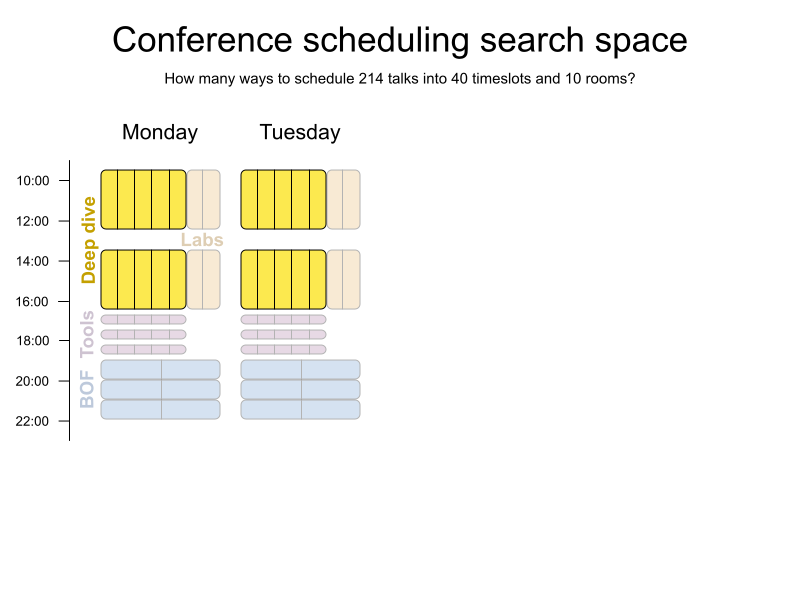 Conference scheduling search space
How many ways to schedule 214 talks into 40 timeslots and 10 rooms?
Monday
Tuesday
10:00
12:00
14:00
16:00
18:00
20:00
22:00
Deep dive
Labs
Tools
BOF